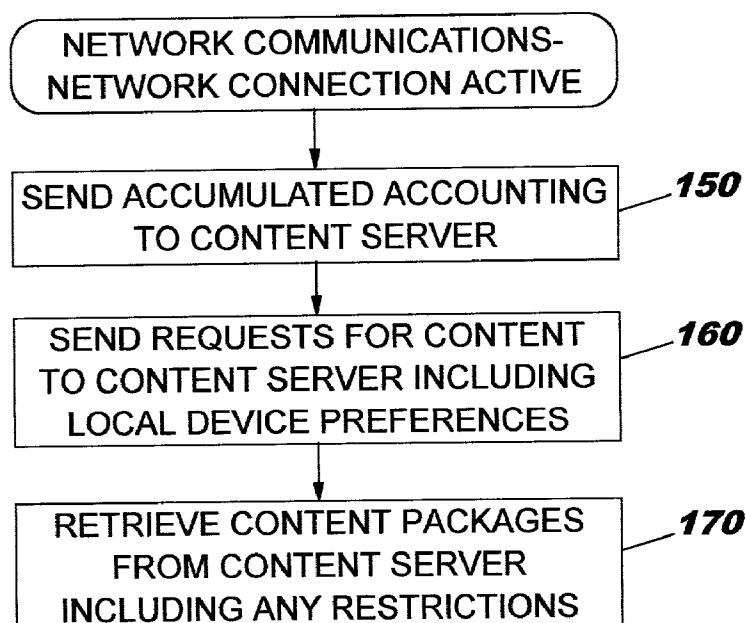 NETWORK COMMUNICATIONS-
NETWORK CONNECTION ACTIVE
SEND ACCUMULATED ACCOUNTING
TO CONTENT SERVER
150
SEND REQUESTS FOR CONTENT
TO CONTENT SERVER INCLUDING
LOCAL DEVICE PREFERENCES
160
RETRIEVE CONTENT PACKAGES
FROM CONTENT SERVER
INCLUDING ANY RESTRICTIONS
170